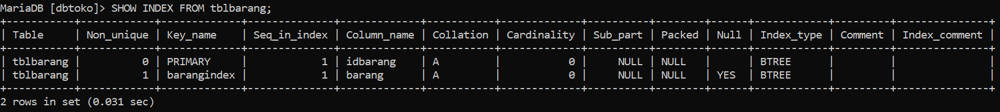 MariaDB [dbtoko]> SHOW INDEX FROM tblbarang;
+-----------+------------+-------------+--------------+-------------+-----------+-------------+----------+--------+------+------------+---------+---------------+
| Table     | Non_unique | Key_name    | Seq_in_index | Column_name | Collation | Cardinality | Sub_part | Packed | Null | Index_type | Comment | Index_comment |
+-----------+------------+-------------+--------------+-------------+-----------+-------------+----------+--------+------+------------+---------+---------------+
| tblbarang |          0 | PRIMARY     |            1 | idbarang    | A         |           0 |     NULL | NULL   |      | BTREE      |         |               |
| tblbarang |          1 | barangindex |            1 | barang      | A         |           0 |     NULL | NULL   | YES  | BTREE      |         |               |
+-----------+------------+-------------+--------------+-------------+-----------+-------------+----------+--------+------+------------+---------+---------------+
2 rows in set (0.031 sec)